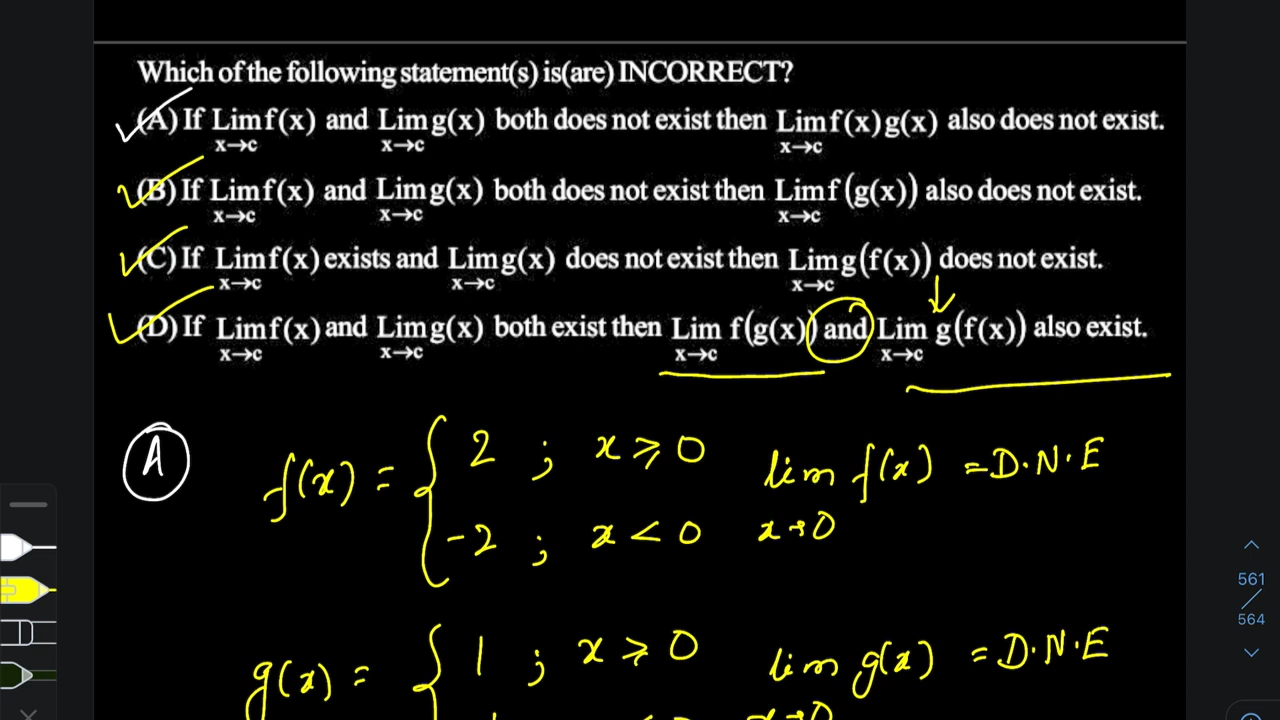 Which of the following statement(s) is(are) INCORRECT?
(A) If Lim f(x) and Lim g(x) both does not exist then Lim f(x)g(x) also does not exist.
x→c x→c x→c
(B) If Lim f(x) and Lim g(x) both does not exist then Lim f(g(x)) also does not exist.
x→c x→c x→c
(C) If Lim f(x) exists and Lim g(x) does not exist then Lim g(f(x)) does not exist.
x→c x→c x→c
(D) If Lim f(x) and Lim g(x) both exist then Lim f(g(x)) and Lim g(f(x)) also exist.
x→c x→c x→c x→c
A
f(x) = { 2 ; x ⩾ 0 lim f(x) = D.N.E
-2 ; x < 0 x→0
g(x) = { 1 ; x ⩾ 0 lim g(x) = D.N.E
x→0
561
564